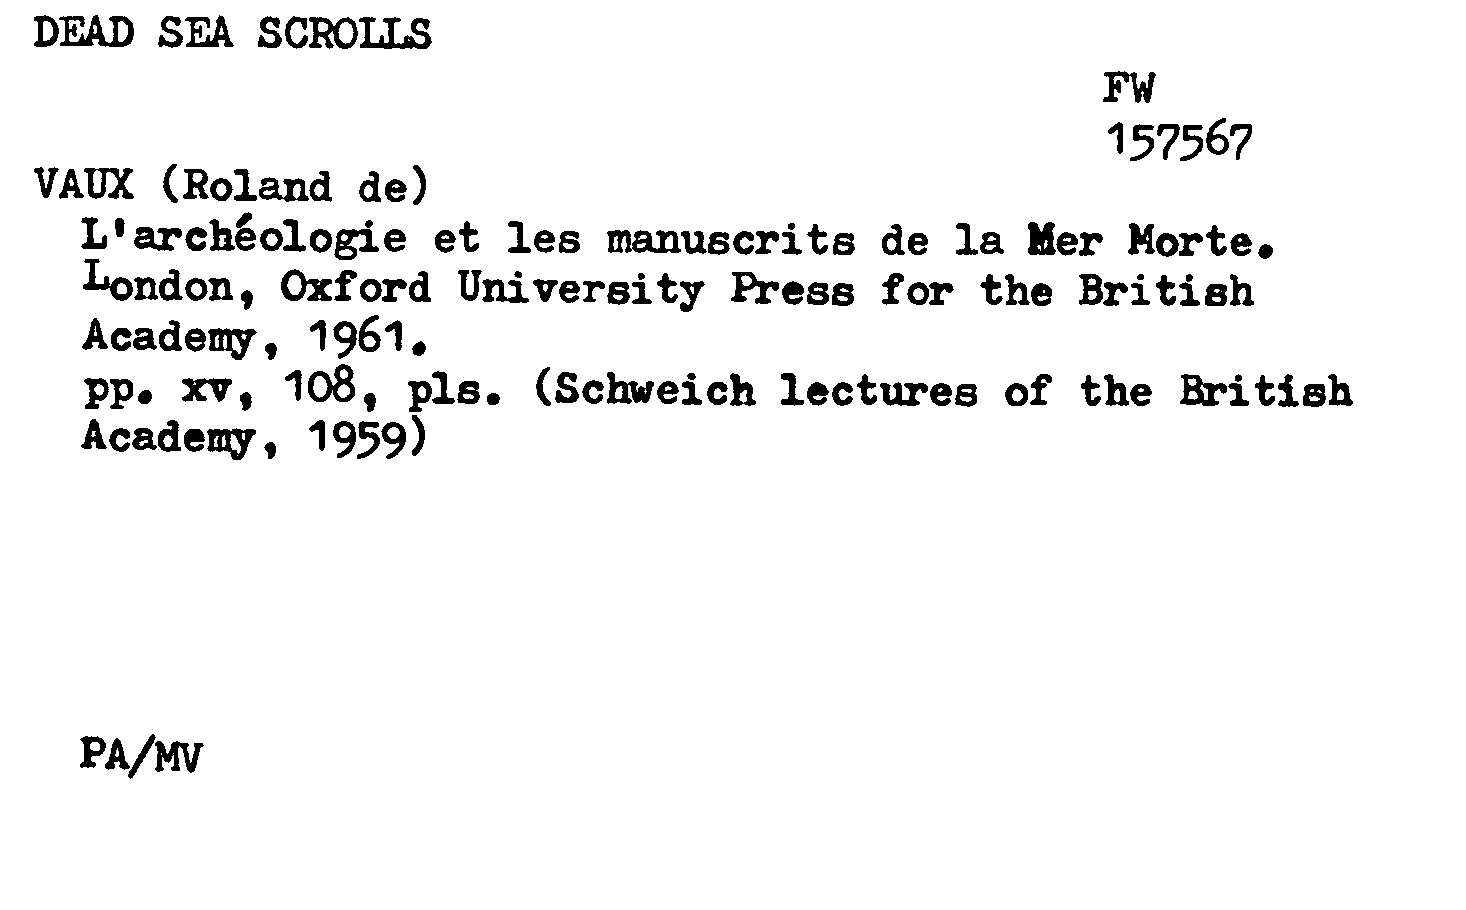 DEAD SEA SCROLLS
FW
157567
VAUX (Roland de)
L'archéologie et les manuscrits de la Mer Morte.
London, Oxford University Press for the British
Academy, 1961.
pp. xv, 108, pls. (Schweich lectures of the British
Academy, 1959)
PA/MV